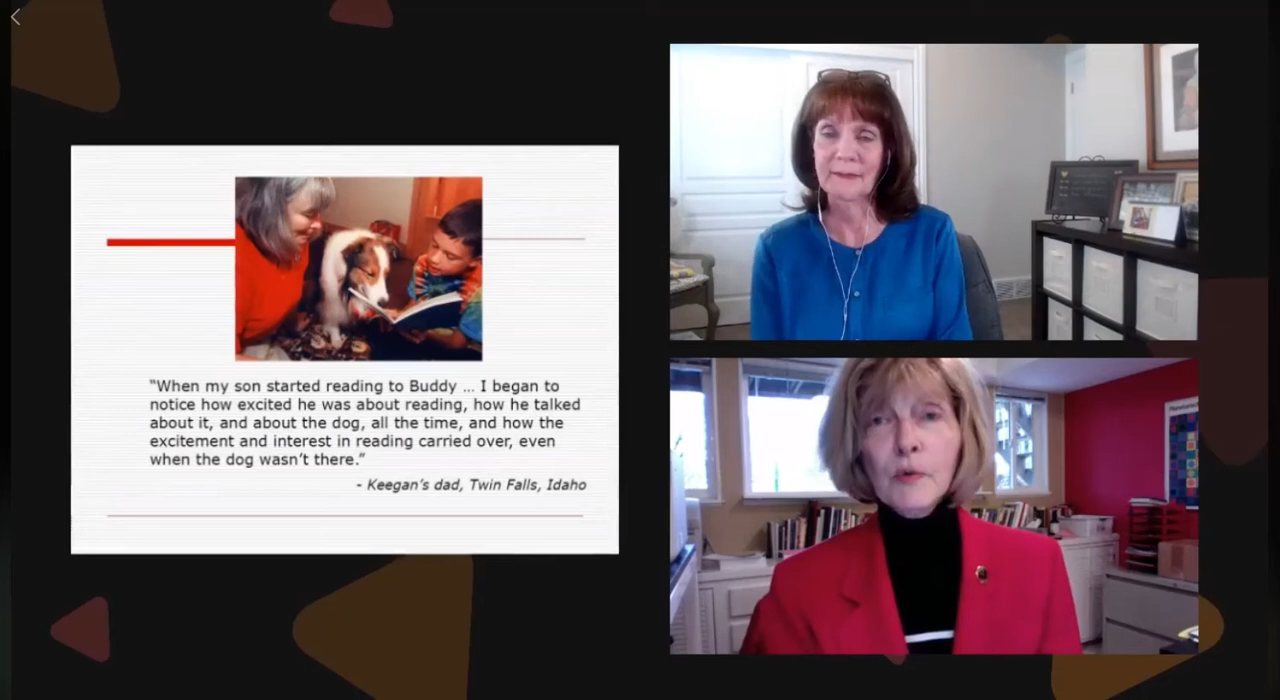 “When my son started reading to Buddy ... I began to
notice how excited he was about reading, how he talked
about it, and about the dog, all the time, and how the
excitement and interest in reading carried over, even
when the dog wasn’t there.”
- Keegan’s dad, Twin Falls, Idaho